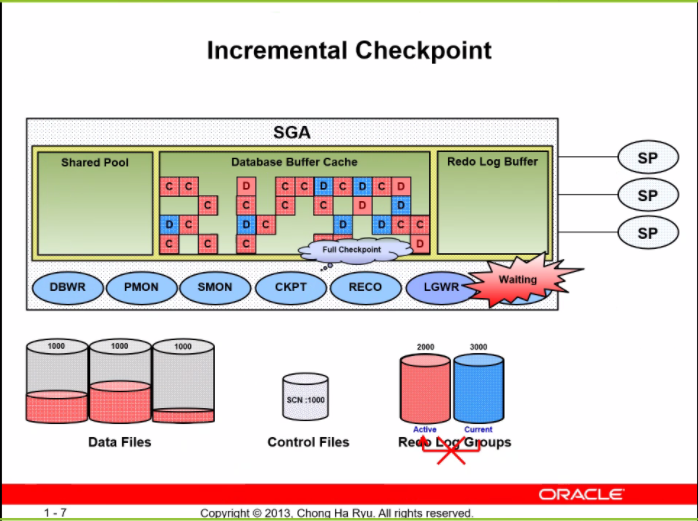 Incremental Checkpoint
SGA
Shared Pool
Database Buffer Cache
Redo Log Buffer
C C D C C D C D C D
C C C D D
D C D C D D C C
C C C D
Full Checkpoint
SP
SP
SP
DBWR
PMON
SMON
CKPT
RECO
LGWR
Waiting
1000 1000 1000
Data Files
SCN :1000
Control Files
2000 3000
Active Current
Redo Log Groups
ORACLE
1 - 7
Copyright © 2013, Chong Ha Ryu. All rights reserved.